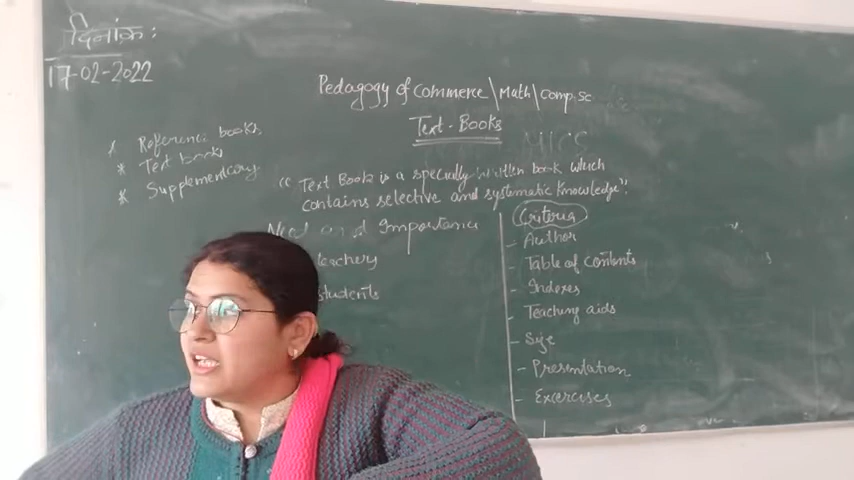 दिनांक:
17-02-2022
Pedagogy of Commerce\Math\Comp.Sc
Text-Books
Reference books
* Text books
* Supplementary
"Text Book is a specially written book which
contains selective and systematic knowledge".
Need and Importance
teachers
students
Criteria
- Author
- Table of contents
- Indexes
- Teaching aids
- Size
- Presentation
- Excercises